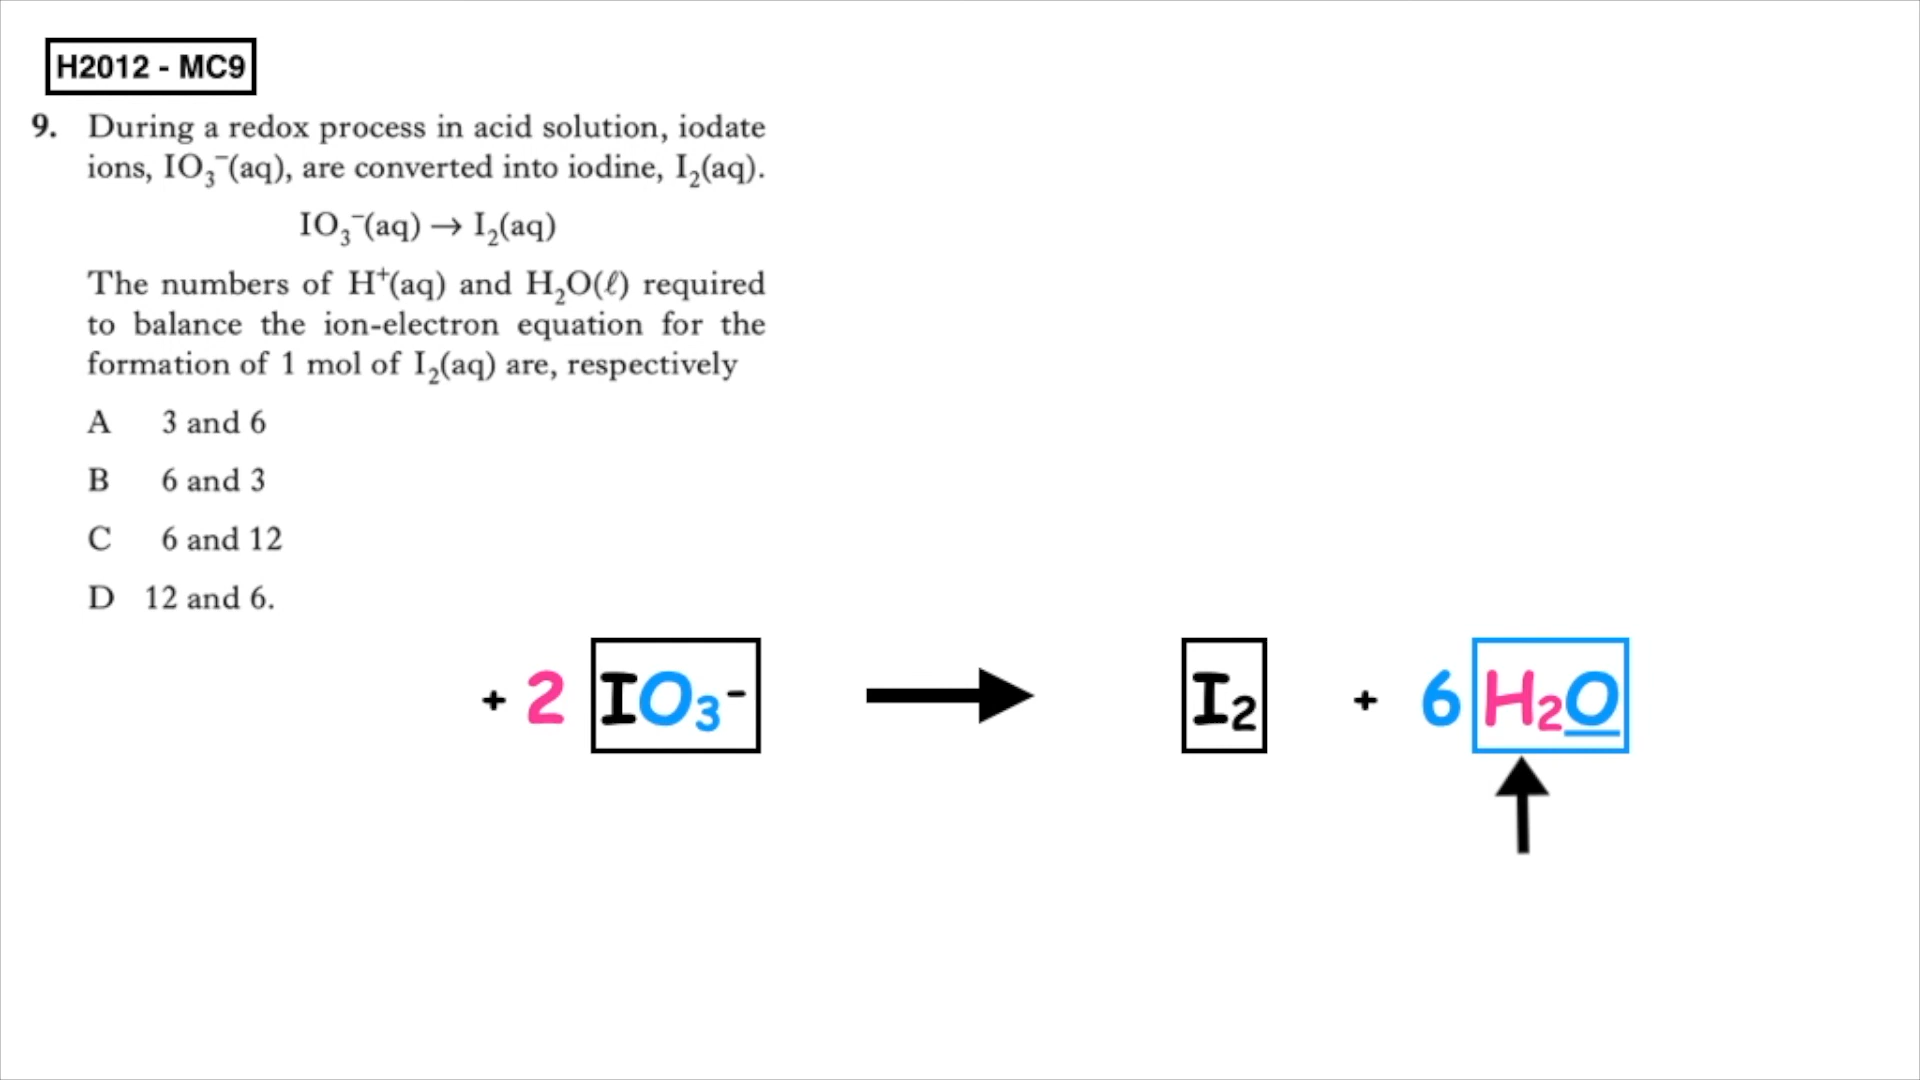 H2012 - MC9
9. During a redox process in acid solution, iodate
ions, IO₃⁻(aq), are converted into iodine, I₂(aq).
IO₃⁻(aq) → I₂(aq)
The numbers of H⁺(aq) and H₂O(ℓ) required
to balance the ion-electron equation for the
formation of 1 mol of I₂(aq) are, respectively
A 3 and 6
B 6 and 3
C 6 and 12
D 12 and 6.
+ 2 IO₃⁻ → I₂ + 6 H₂O